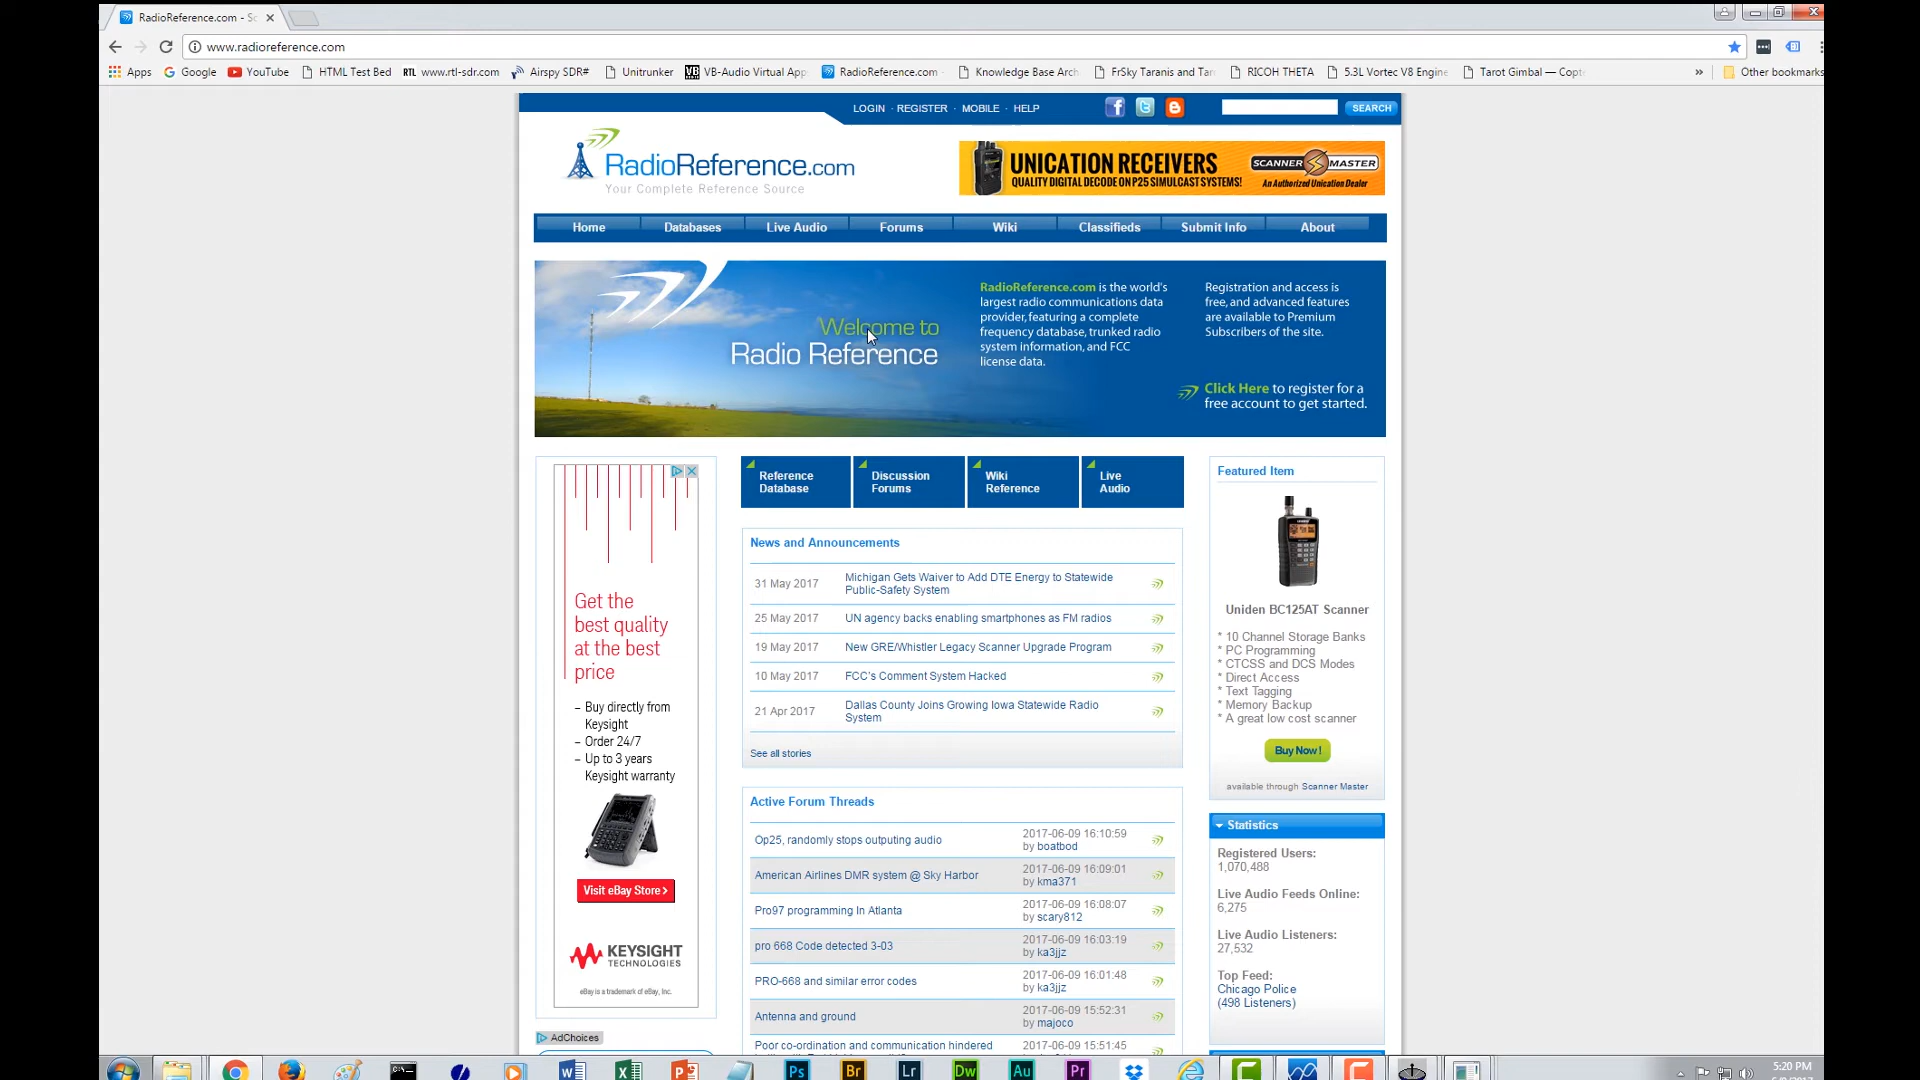 RadioReference.com - Sc
www.radioreference.com
Apps Google YouTube HTML Test Bed RTL www.rtl-sdr.com Airspy SDR# Unitrunker VB VB-Audio Virtual App RadioReference.com - Knowledge Base Arch FrSky Taranis and Tar RICOH THETA 5.3L Vortec V8 Engine Tarot Gimbal — Copt » Other bookmarks
LOGIN · REGISTER · MOBILE · HELP
SEARCH
RadioReference.com
Your Complete Reference Source
UNICATION RECEIVERS
QUALITY DIGITAL DECODE ON P25 SIMULCAST SYSTEMS!
SCANNER MASTER
An Authorized Unication Dealer
Home Databases Live Audio Forums Wiki Classifieds Submit Info About
Welcome to
Radio Reference
RadioReference.com is the world's
largest radio communications data
provider, featuring a complete
frequency database, trunked radio
system information, and FCC
license data.
Registration and access is
free, and advanced features
are available to Premium
Subscribers of the site.
Click Here to register for a
free account to get started.
Get the
best quality
at the best
price
– Buy directly from
Keysight
– Order 24/7
– Up to 3 years
Keysight warranty
Visit eBay Store >
KEYSIGHT
TECHNOLOGIES
eBay is a trademark of eBay, Inc.
AdChoices
Reference
Database
Discussion
Forums
Wiki
Reference
Live
Audio
News and Announcements
31 May 2017 Michigan Gets Waiver to Add DTE Energy to Statewide
Public-Safety System
25 May 2017 UN agency backs enabling smartphones as FM radios
19 May 2017 New GRE/Whistler Legacy Scanner Upgrade Program
10 May 2017 FCC's Comment System Hacked
21 Apr 2017 Dallas County Joins Growing Iowa Statewide Radio
System
See all stories
Active Forum Threads
Op25, randomly stops outputing audio 2017-06-09 16:10:59
by boatbod
American Airlines DMR system @ Sky Harbor 2017-06-09 16:09:01
by kma371
Pro97 programming In Atlanta 2017-06-09 16:08:07
by scary812
pro 668 Code detected 3-03 2017-06-09 16:03:19
by ka3jjz
PRO-668 and similar error codes 2017-06-09 16:01:48
by ka3jjz
Antenna and ground 2017-06-09 15:52:31
by majoco
Poor co-ordination and communication hindered 2017-06-09 15:51:45
Featured Item
Uniden BC125AT Scanner
* 10 Channel Storage Banks
* PC Programming
* CTCSS and DCS Modes
* Direct Access
* Text Tagging
* Memory Backup
* A great low cost scanner
Buy Now !
available through Scanner Master
Statistics
Registered Users:
1,070,488
Live Audio Feeds Online:
6,275
Live Audio Listeners:
27,532
Top Feed:
Chicago Police
(498 Listeners)
Ps Br Lr Dw Au Pr
5:20 PM